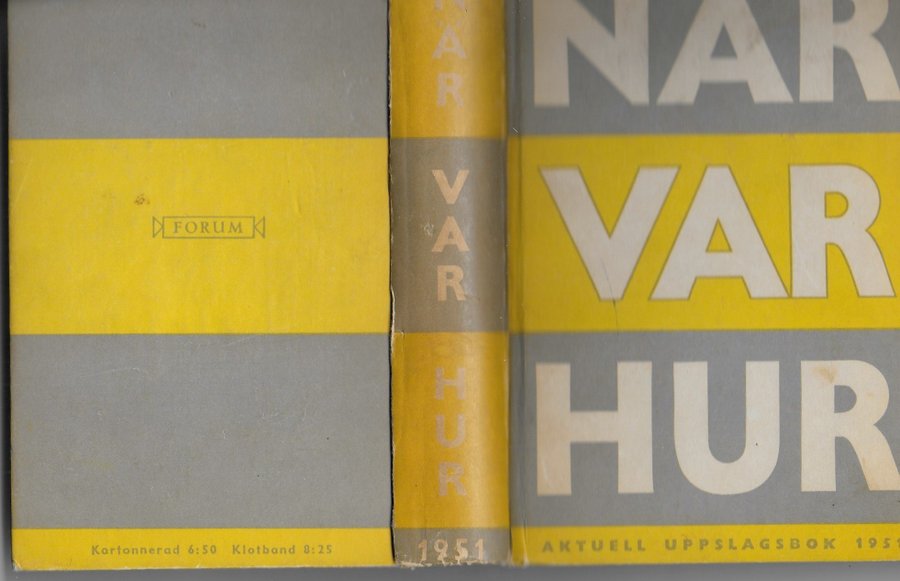 FORUM
Kartonnerad 6:50 Klotband 8:25
NÄR
VAR
HUR
1951
NÄR
VAR
HUR
AKTUELL UPPSLAGSBOK 1951